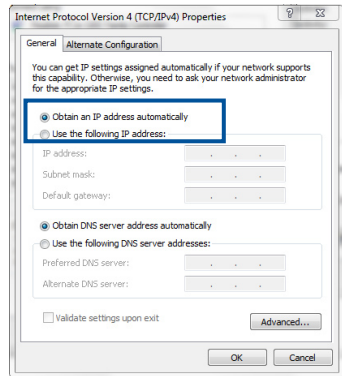 Internet Protocol Version 4 (TCP/IPv4) Properties
General
Alternate Configuration
You can get IP settings assigned automatically if your network supports
this capability. Otherwise, you need to ask your network administrator
for the appropriate IP settings.
Obtain an IP address automatically
Use the following IP address:
IP address:
Subnet mask:
Default gateway:
Obtain DNS server address automatically
Use the following DNS server addresses:
Preferred DNS server:
Alternate DNS server:
Validate settings upon exit
Advanced...
OK
Cancel